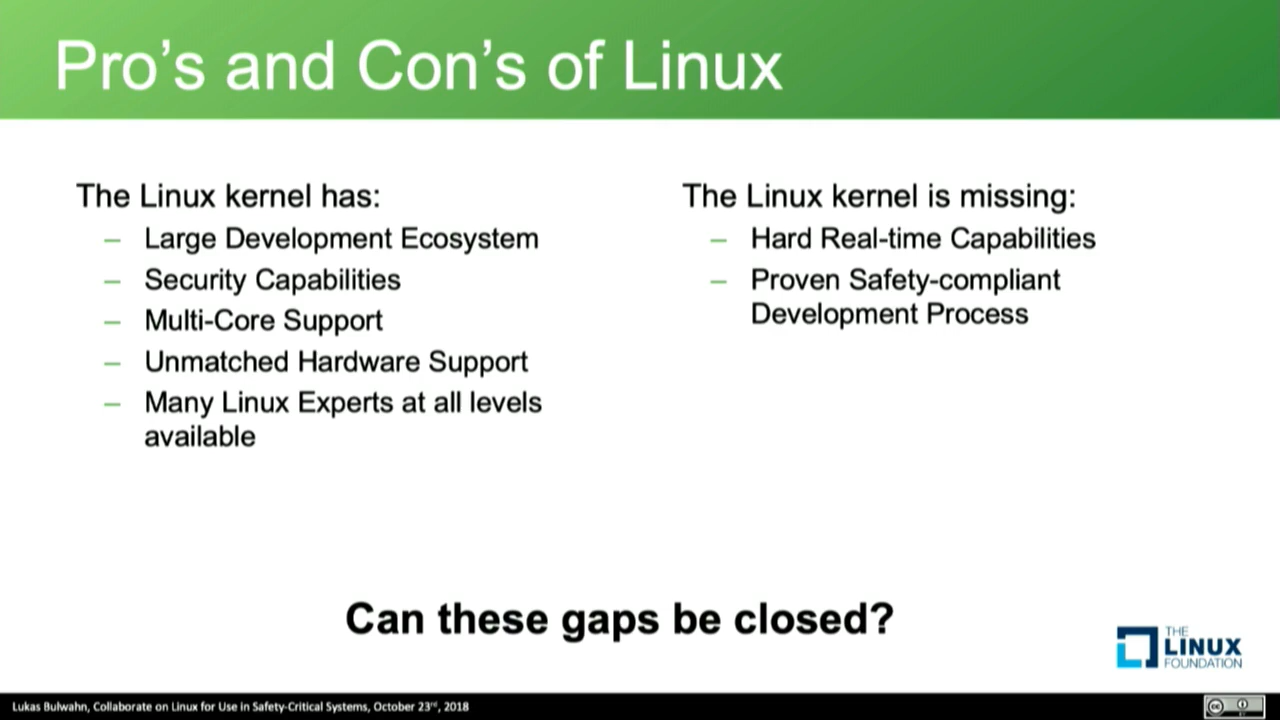 Pro's and Con's of Linux
The Linux kernel has:
– Large Development Ecosystem
– Security Capabilities
– Multi-Core Support
– Unmatched Hardware Support
– Many Linux Experts at all levels
available
The Linux kernel is missing:
– Hard Real-time Capabilities
– Proven Safety-compliant
Development Process
Can these gaps be closed?
THE
LINUX
FOUNDATION
Lukas Bulwahn, Collaborate on Linux for Use in Safety-Critical Systems, October 23rd, 2018
cc